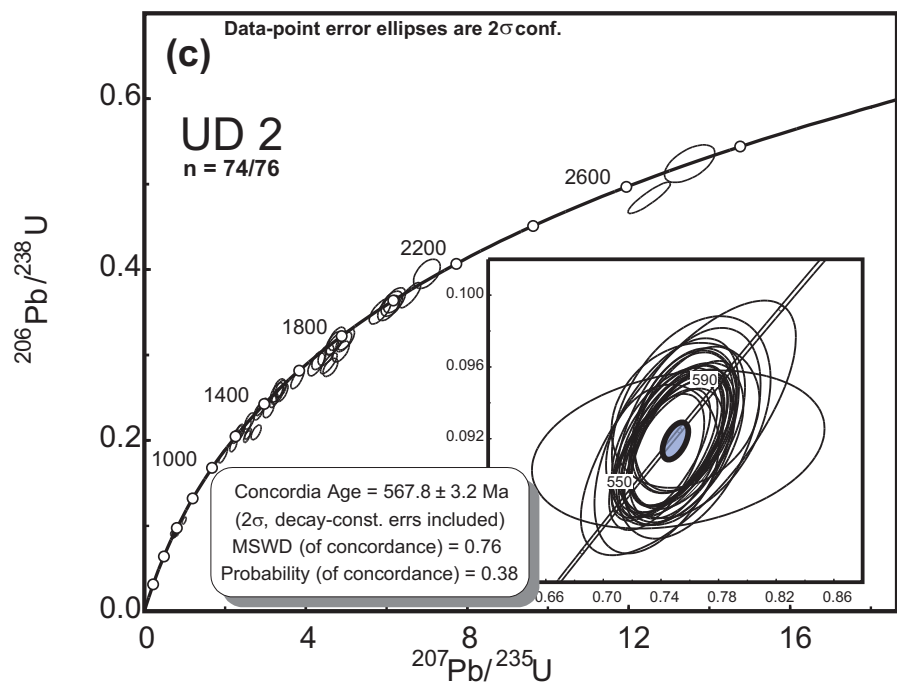 Data-point error ellipses are 2σ conf.
(c)
UD 2
n = 74/76
206Pb/238U
0.6
0.4
0.2
0.0
2600
2200
1800
1400
1000
0.100
0.096
0.092
590
550
0.66 0.70 0.74 0.78 0.82 0.86
Concordia Age = 567.8 ± 3.2 Ma
(2σ, decay-const. errs included)
MSWD (of concordance) = 0.76
Probability (of concordance) = 0.38
0 4 8 12 16
207Pb/235U